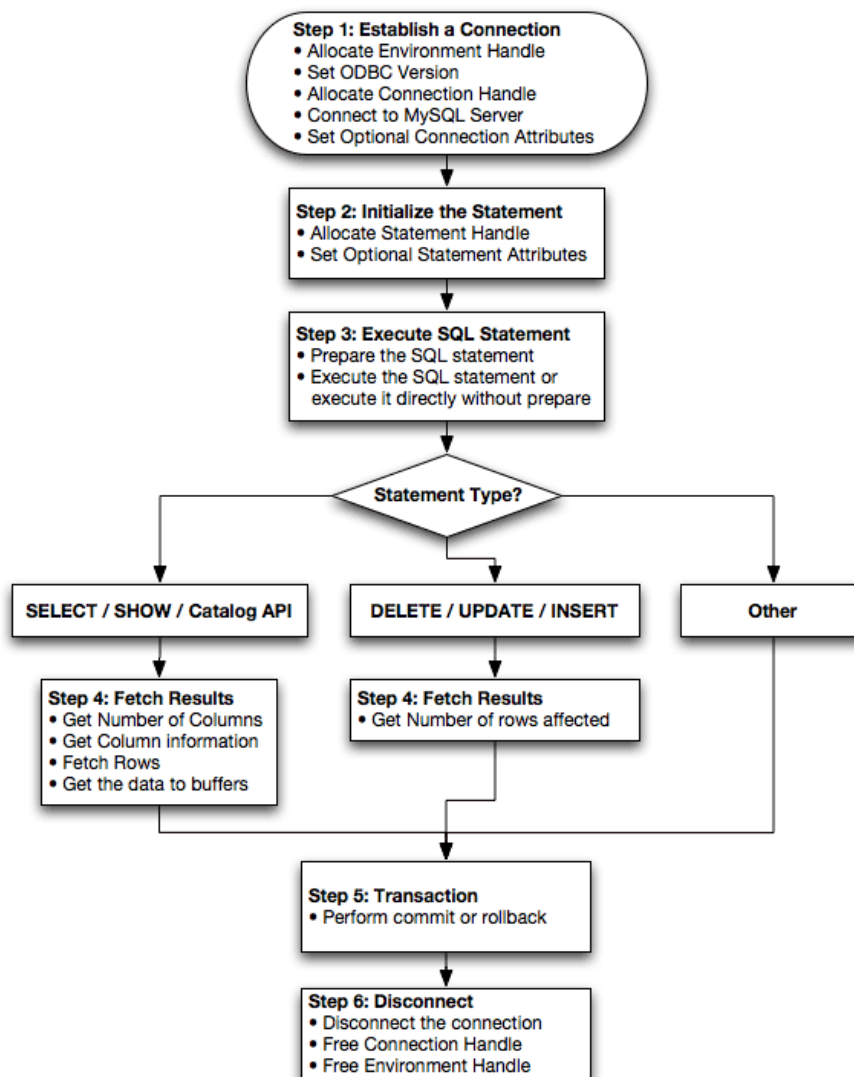 Step 1: Establish a Connection
• Allocate Environment Handle
• Set ODBC Version
• Allocate Connection Handle
• Connect to MySQL Server
• Set Optional Connection Attributes
Step 2: Initialize the Statement
• Allocate Statement Handle
• Set Optional Statement Attributes
Step 3: Execute SQL Statement
• Prepare the SQL statement
• Execute the SQL statement or
execute it directly without prepare
Statement Type?
SELECT / SHOW / Catalog API
DELETE / UPDATE / INSERT
Other
Step 4: Fetch Results
• Get Number of Columns
• Get Column information
• Fetch Rows
• Get the data to buffers
Step 4: Fetch Results
• Get Number of rows affected
Step 5: Transaction
• Perform commit or rollback
Step 6: Disconnect
• Disconnect the connection
• Free Connection Handle
• Free Environment Handle